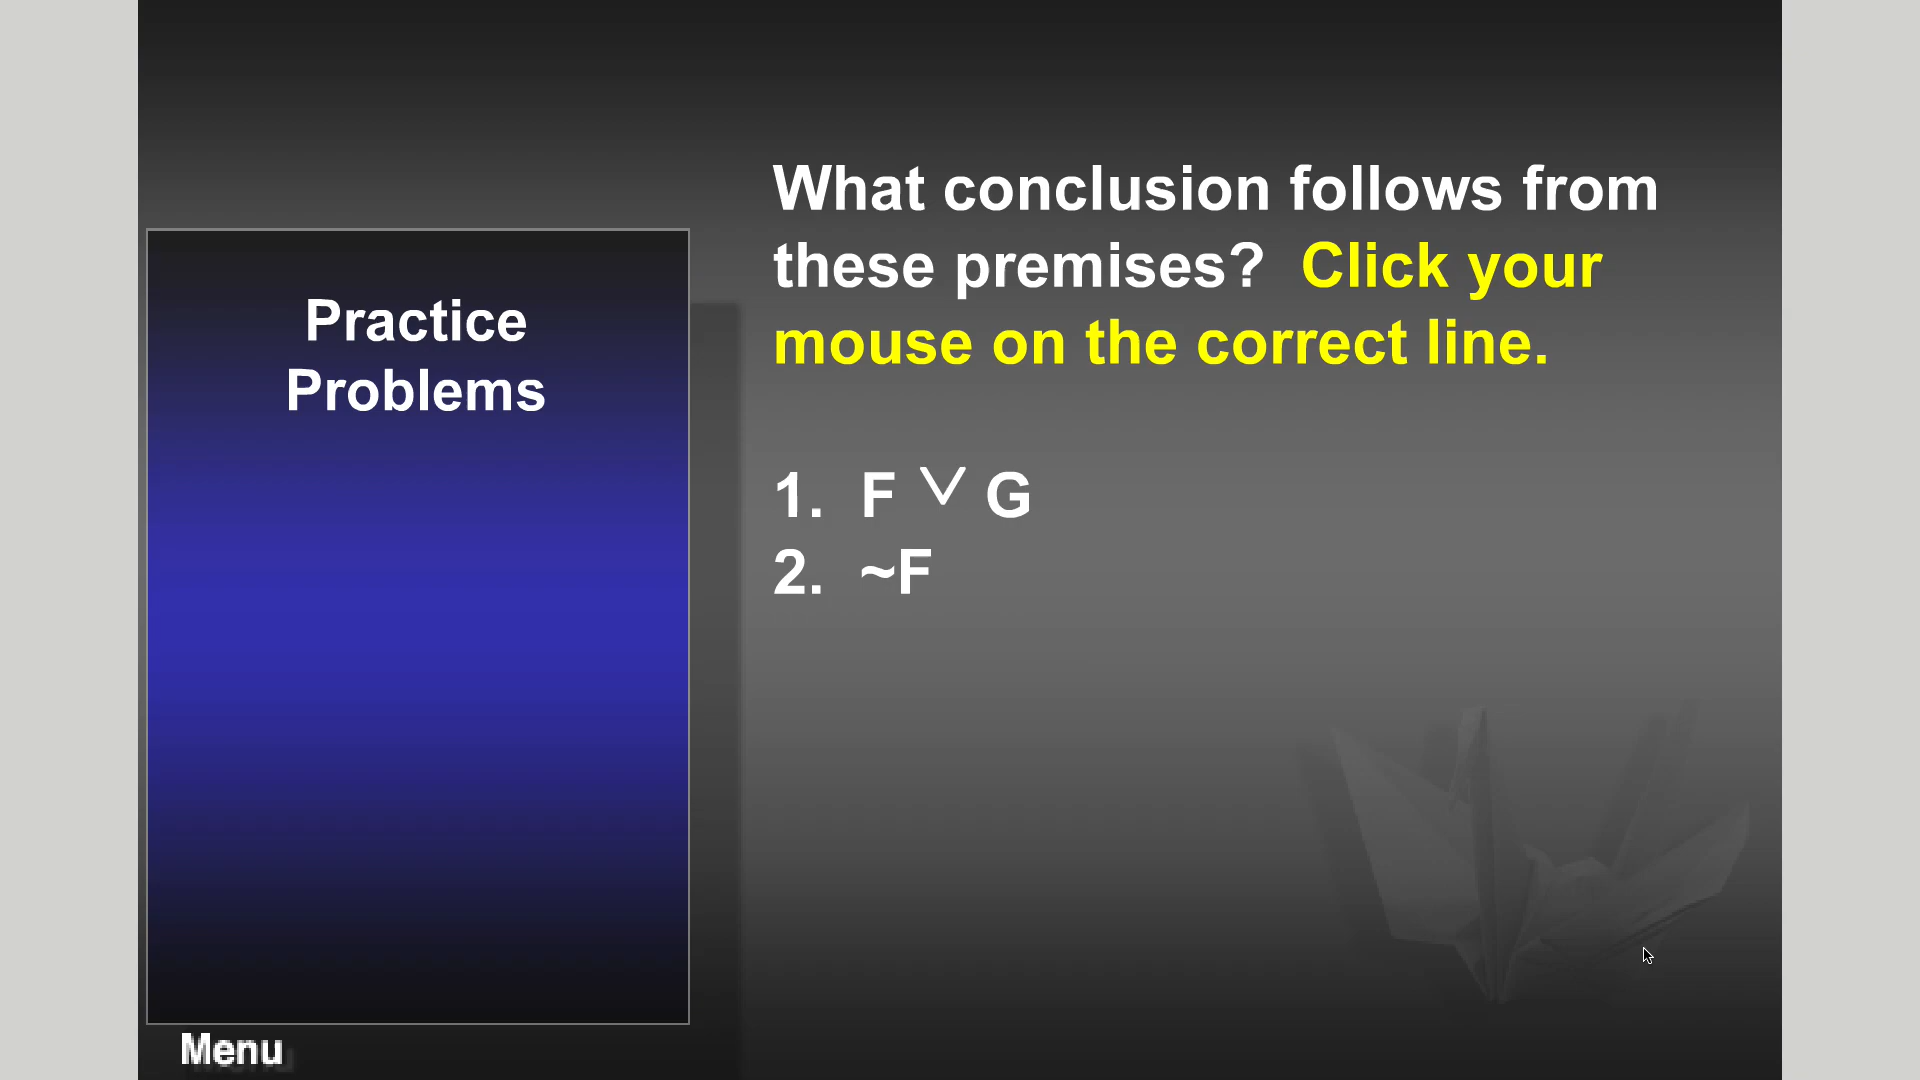 Practice
Problems
What conclusion follows from
these premises? Click your
mouse on the correct line.
1. F ∨ G
2. ~F
Menu